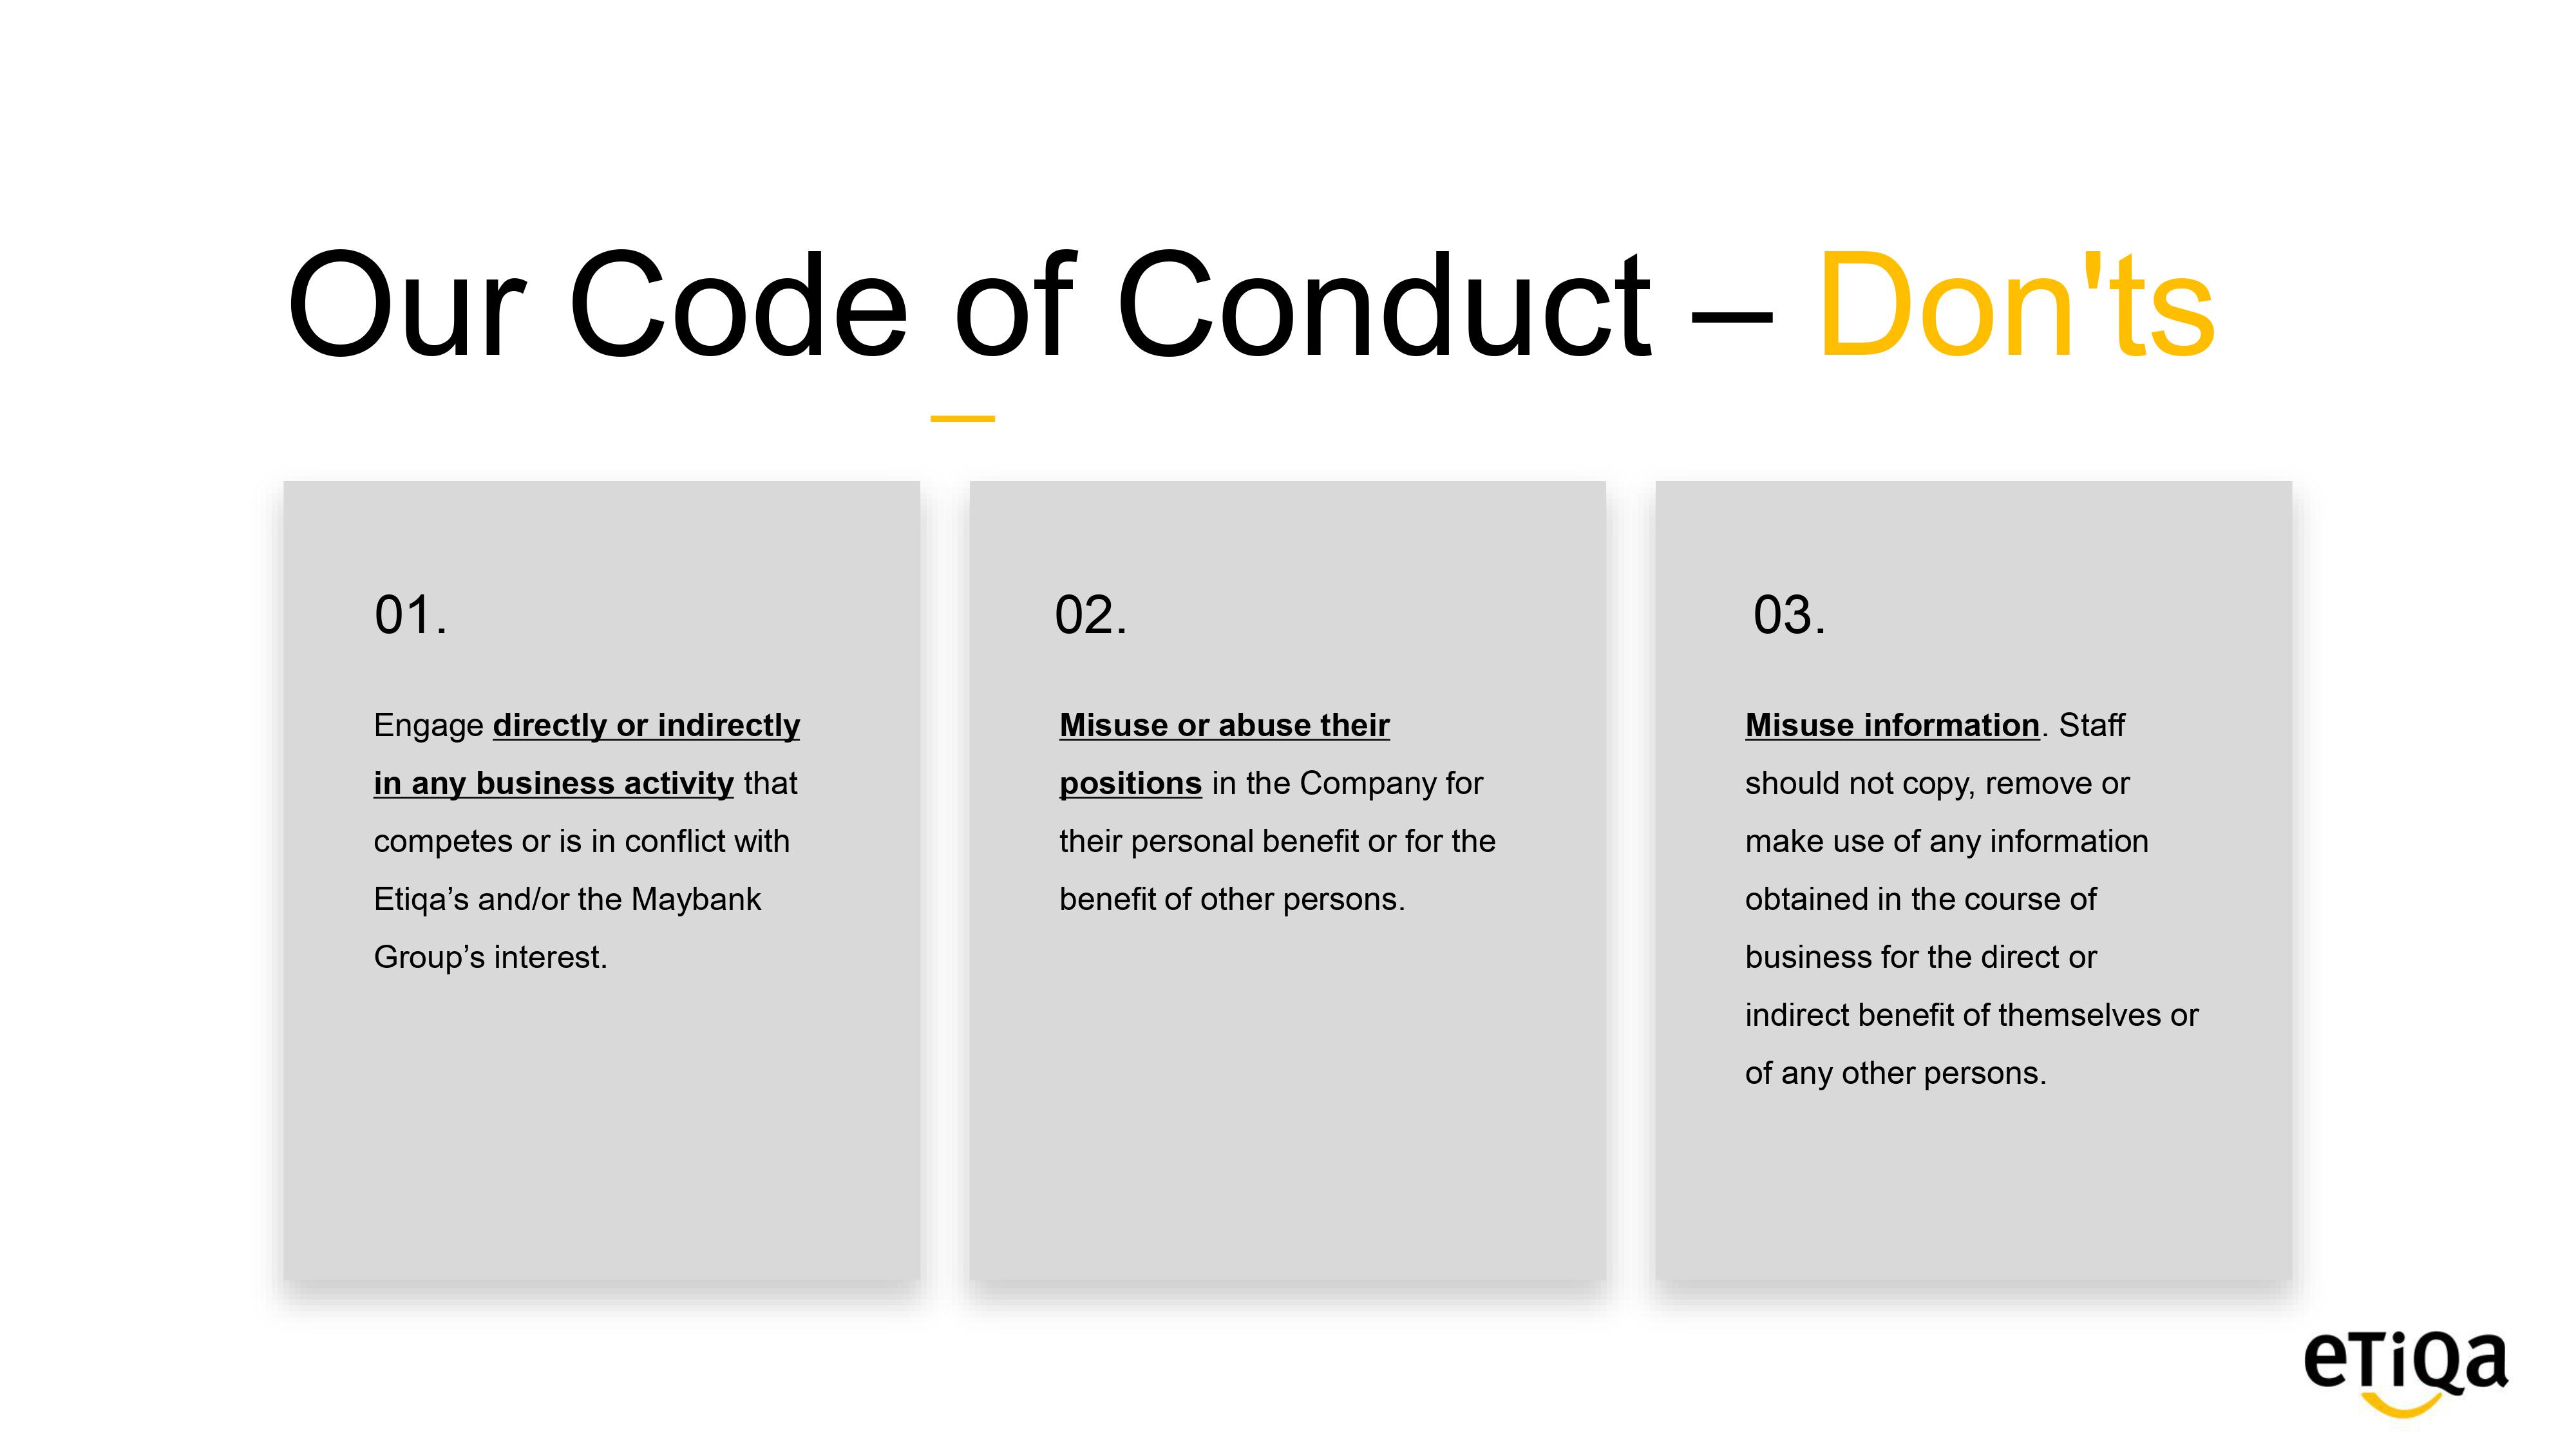 Our Code of Conduct – Don'ts
01.
Engage directly or indirectly
in any business activity that
competes or is in conflict with
Etiqa’s and/or the Maybank
Group’s interest.
02.
Misuse or abuse their
positions in the Company for
their personal benefit or for the
benefit of other persons.
03.
Misuse information. Staff
should not copy, remove or
make use of any information
obtained in the course of
business for the direct or
indirect benefit of themselves or
of any other persons.
eTiQa